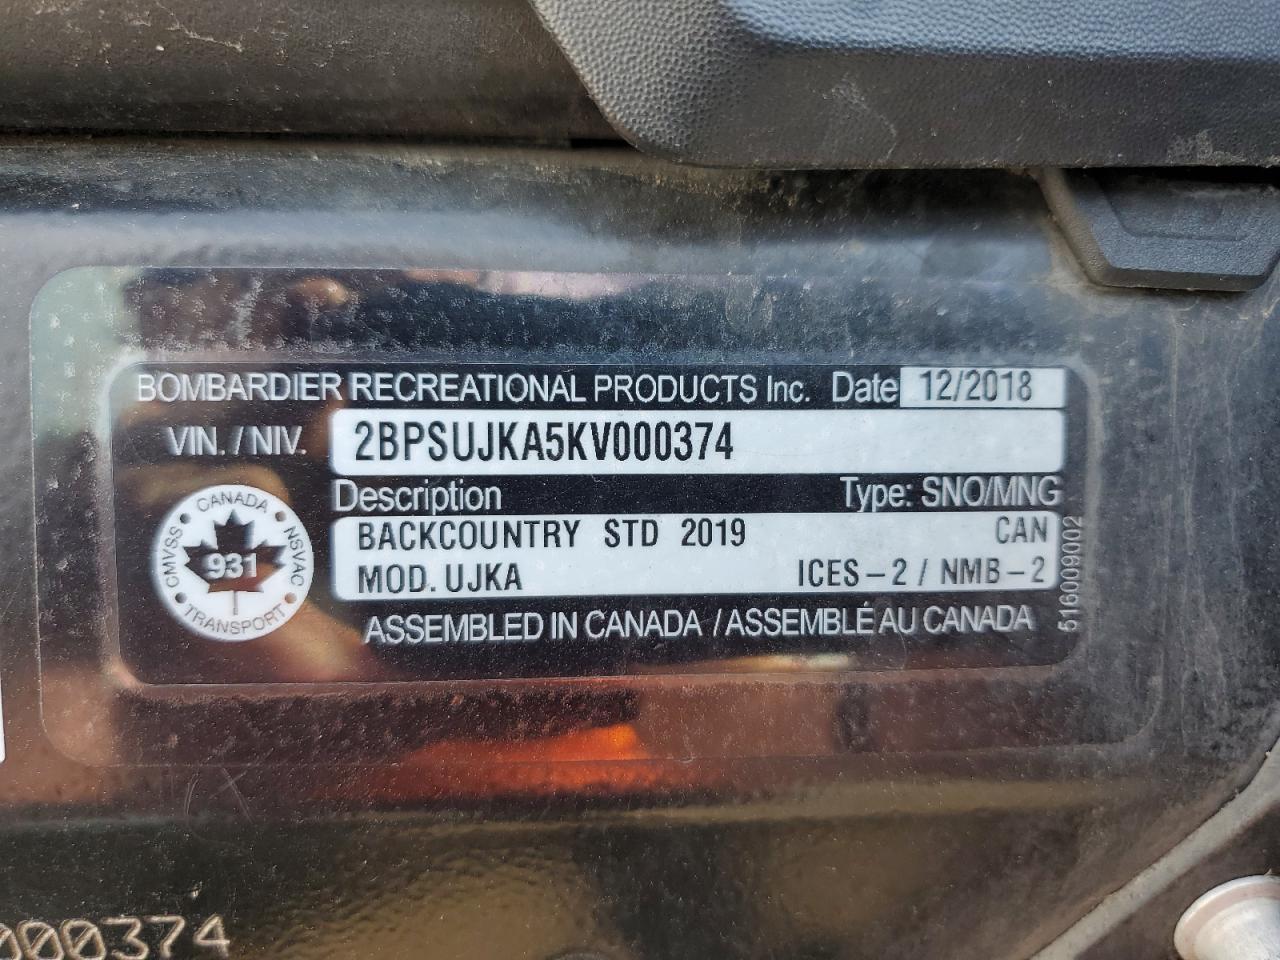 BOMBARDIER RECREATIONAL PRODUCTS Inc. Date 12/2018
VIN. / NIV. 2BPSUJKA5KV000374
Description Type: SNO/MNG
BACKCOUNTRY STD 2019 CAN
MOD. UJKA ICES-2 / NMB-2
ASSEMBLED IN CANADA / ASSEMBLÉ AU CANADA
516009002
CANADA
CMVSS
931
NSVAC
TRANSPORT
000374